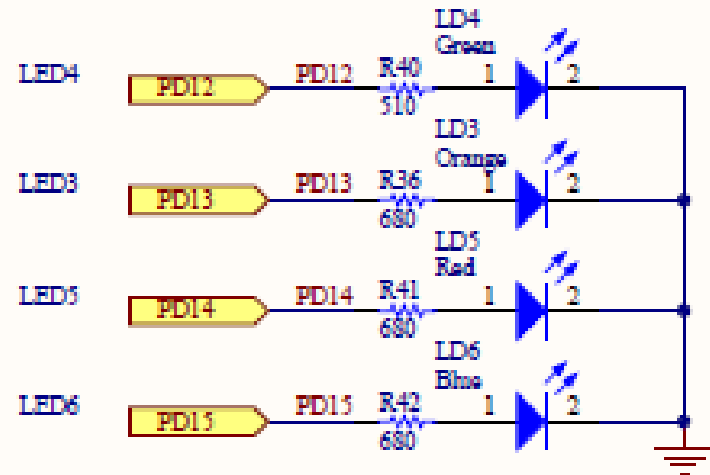 LD4
Green
LED4 PD12 PD12 R40 1 2
510
LD3
Orange
LED3 PD13 PD13 R36 1 2
680
LD5
Red
LED5 PD14 PD14 R41 1 2
680
LD6
Blue
LED6 PD15 PD15 R42 1 2
680